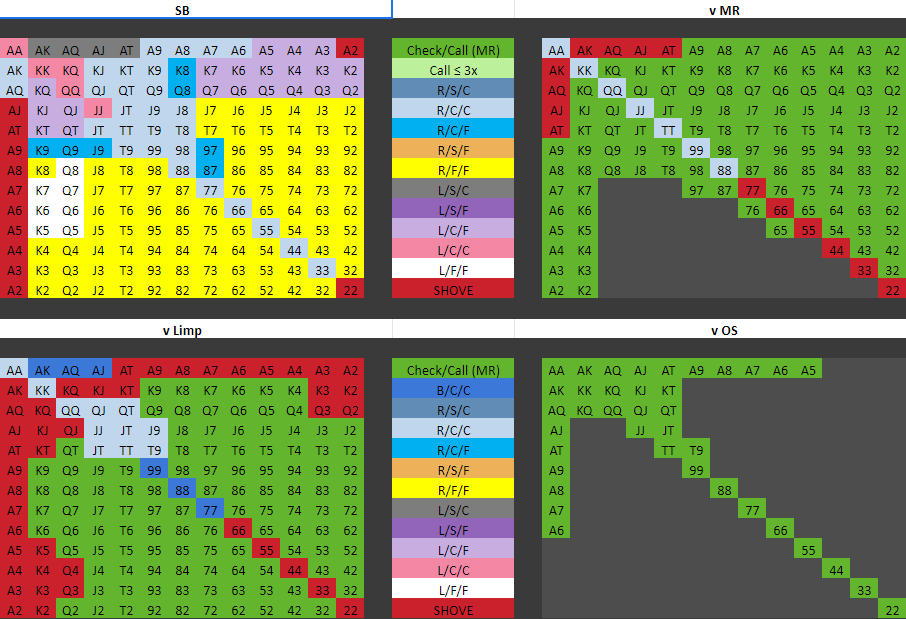 SB v MR
AA AK AQ AJ AT A9 A8 A7 A6 A5 A4 A3 A2 Check/Call (MR) AA AK AQ AJ AT A9 A8 A7 A6 A5 A4 A3 A2
AK KK KQ KJ KT K9 K8 K7 K6 K5 K4 K3 K2 Call ≤ 3x AK KK KQ KJ KT K9 K8 K7 K6 K5 K4 K3 K2
AQ KQ QQ QJ QT Q9 Q8 Q7 Q6 Q5 Q4 Q3 Q2 R/S/C AQ KQ QQ QJ QT Q9 Q8 Q7 Q6 Q5 Q4 Q3 Q2
AJ KJ QJ JJ JT J9 J8 J7 J6 J5 J4 J3 J2 R/C/C AJ KJ QJ JJ JT J9 J8 J7 J6 J5 J4 J3 J2
AT KT QT JT TT T9 T8 T7 T6 T5 T4 T3 T2 R/C/F AT KT QT JT TT T9 T8 T7 T6 T5 T4 T3 T2
A9 K9 Q9 J9 T9 99 98 97 96 95 94 93 92 R/S/F A9 K9 Q9 J9 T9 99 98 97 96 95 94 93 92
A8 K8 Q8 J8 T8 98 88 87 86 85 84 83 82 R/F/F A8 K8 Q8 J8 T8 98 88 87 86 85 84 83 82
A7 K7 Q7 J7 T7 97 87 77 76 75 74 73 72 L/S/C A7 K7 97 87 77 76 75 74 73 72
A6 K6 Q6 J6 T6 96 86 76 66 65 64 63 62 L/S/F A6 K6 76 66 65 64 63 62
A5 K5 Q5 J5 T5 95 85 75 65 55 54 53 52 L/C/F A5 K5 65 55 54 53 52
A4 K4 Q4 J4 T4 94 84 74 64 54 44 43 42 L/C/C A4 K4 44 43 42
A3 K3 Q3 J3 T3 93 83 73 63 53 43 33 32 L/F/F A3 K3 33 32
A2 K2 Q2 J2 T2 92 82 72 62 52 42 32 22 SHOVE A2 K2 22
v Limp v OS
AA AK AQ AJ AT A9 A8 A7 A6 A5 A4 A3 A2 Check/Call (MR) AA AK AQ AJ AT A9 A8 A7 A6 A5
AK KK KQ KJ KT K9 K8 K7 K6 K5 K4 K3 K2 B/C/C AK KK KQ KJ KT
AQ KQ QQ QJ QT Q9 Q8 Q7 Q6 Q5 Q4 Q3 Q2 R/S/C AQ KQ QQ QJ QT
AJ KJ QJ JJ JT J9 J8 J7 J6 J5 J4 J3 J2 R/C/C AJ JJ JT
AT KT QT JT TT T9 T8 T7 T6 T5 T4 T3 T2 R/C/F AT TT T9
A9 K9 Q9 J9 T9 99 98 97 96 95 94 93 92 R/S/F A9 99
A8 K8 Q8 J8 T8 98 88 87 86 85 84 83 82 R/F/F A8 88
A7 K7 Q7 J7 T7 97 87 77 76 75 74 73 72 L/S/C A7 77
A6 K6 Q6 J6 T6 96 86 76 66 65 64 63 62 L/S/F A6 66
A5 K5 Q5 J5 T5 95 85 75 65 55 54 53 52 L/C/F 55
A4 K4 Q4 J4 T4 94 84 74 64 54 44 43 42 L/C/C 44
A3 K3 Q3 J3 T3 93 83 73 63 53 43 33 32 L/F/F 33
A2 K2 Q2 J2 T2 92 82 72 62 52 42 32 22 SHOVE 22